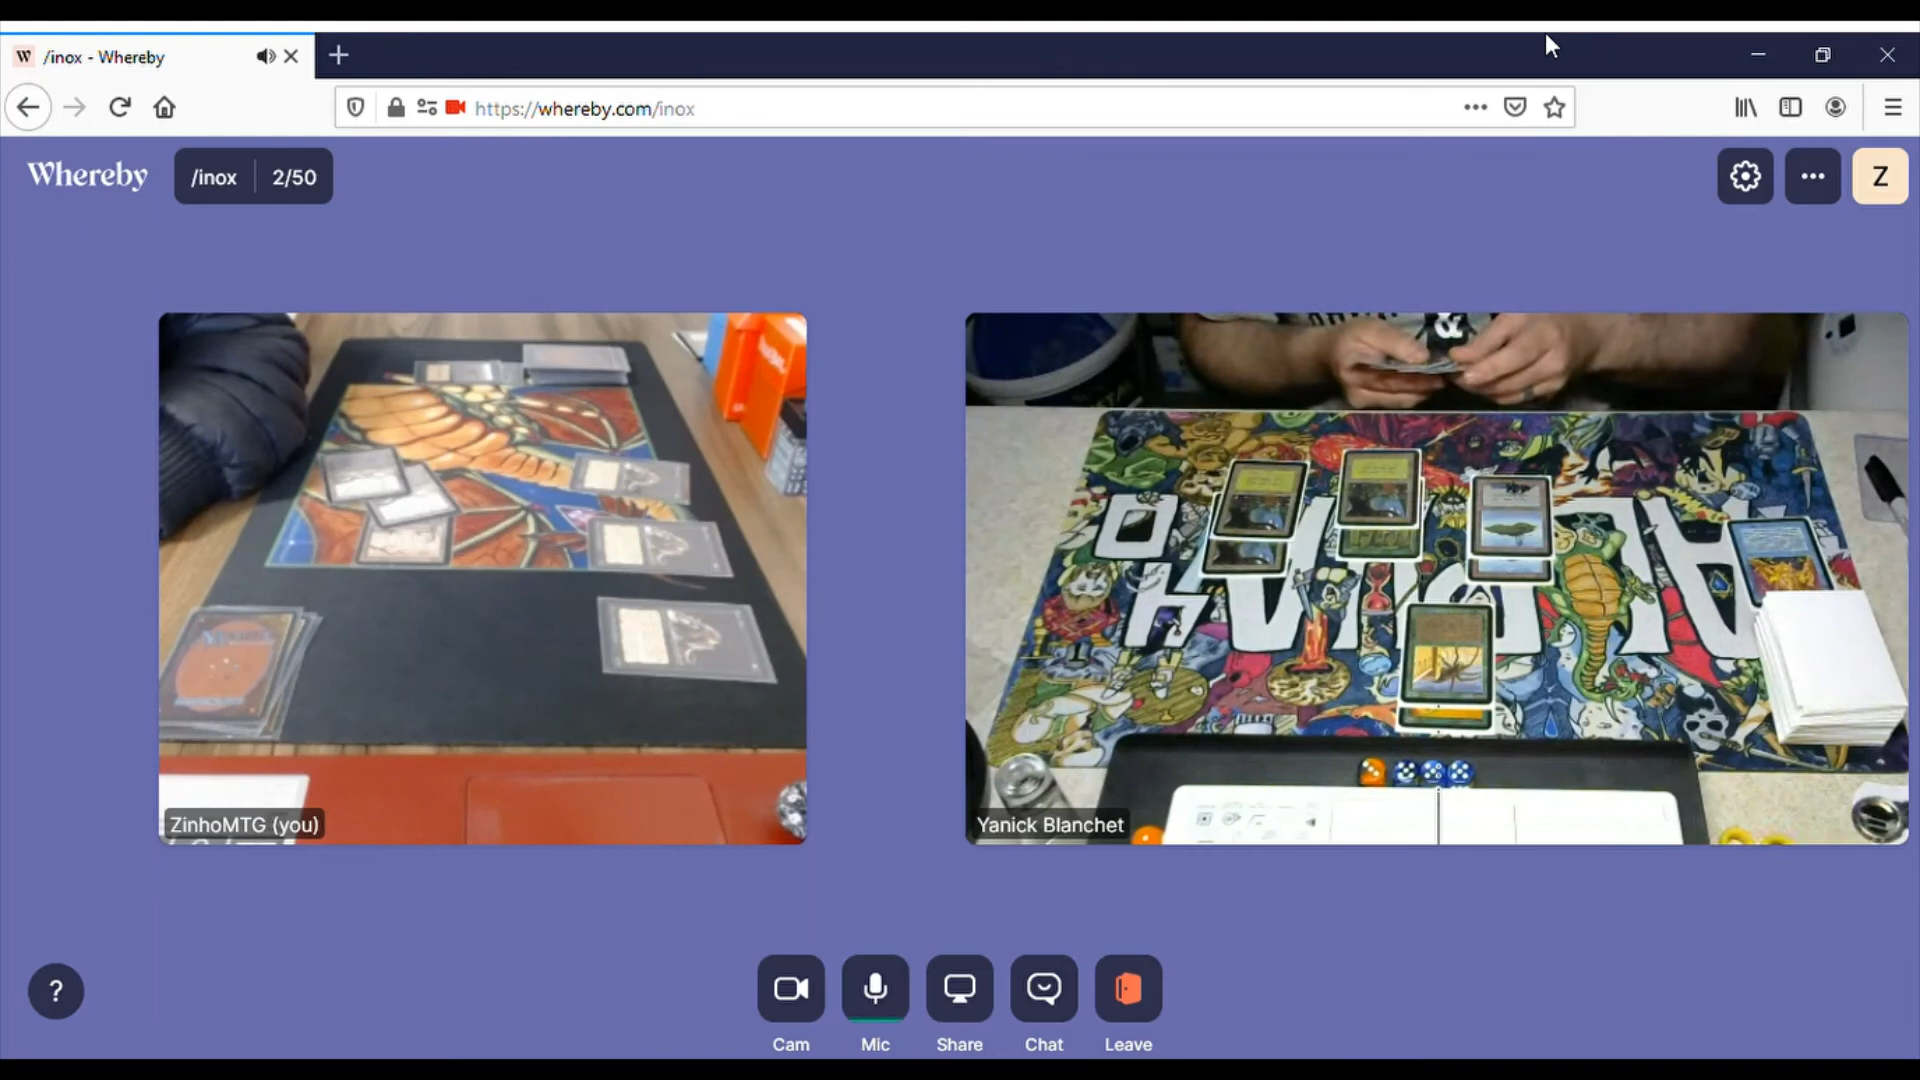 W /inox - Whereby
https://whereby.com/inox
Whereby
/inox 2/50
Z
&
ZinhoMTG (you)
Yanick Blanchet
?
Cam
Mic
Share
Chat
Leave